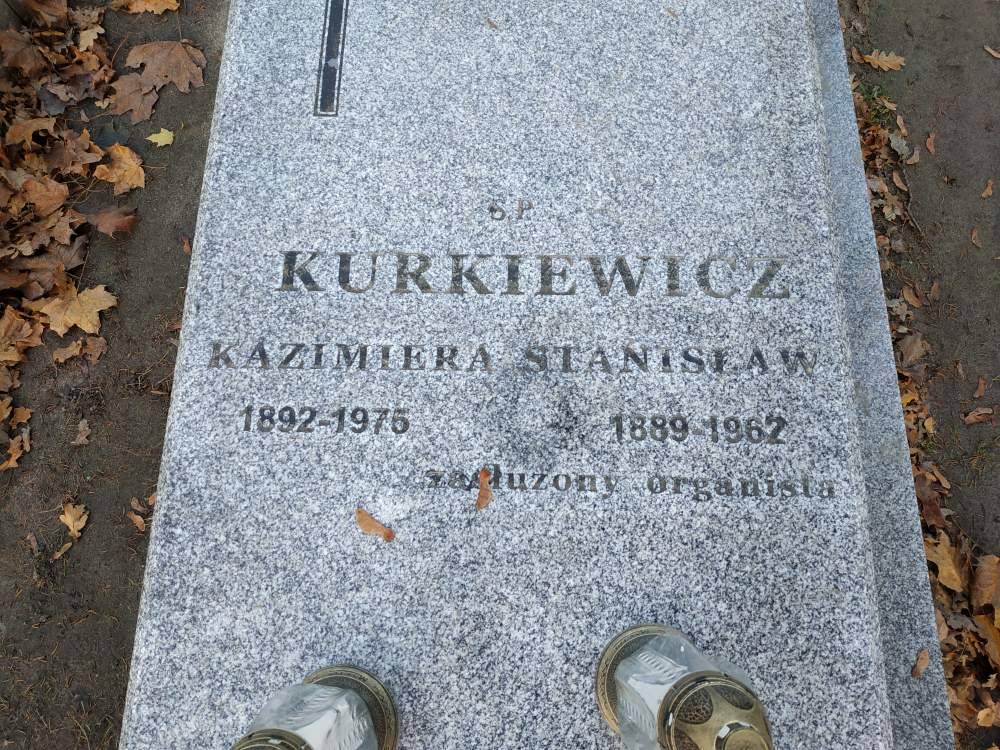 Ś.P.
KURKIEWICZ
KAZIMIERA STANISŁAW
1892-1975 1889-1962
zasłużony organista